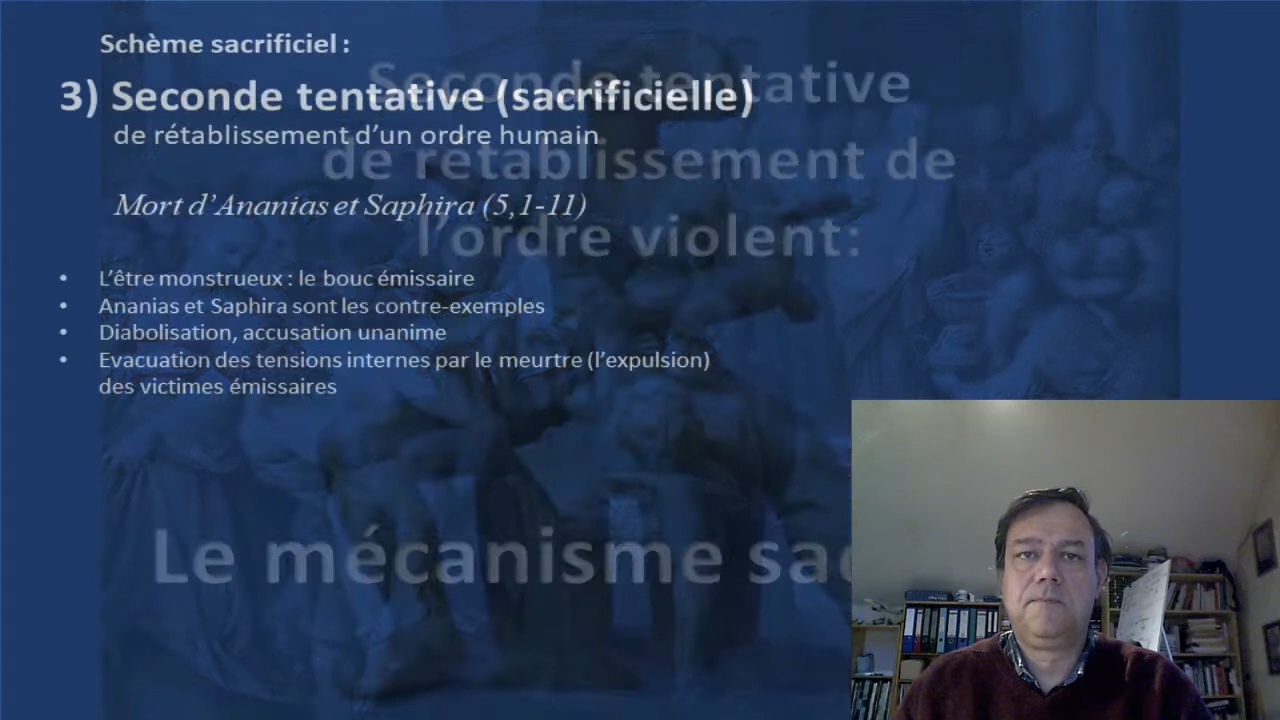 Schème sacrificiel :
3) Seconde tentative (sacrificielle)
de rétablissement d’un ordre humain
Mort d’Ananias et Saphira (5,1-11)
• L’être monstrueux : le bouc émissaire
• Ananias et Saphira sont les contre-exemples
• Diabolisation, accusation unanime
• Evacuation des tensions internes par le meurtre (l’expulsion)
des victimes émissaires
Seconde tentative
de rétablissement de
l’ordre violent:
Le mécanisme sac